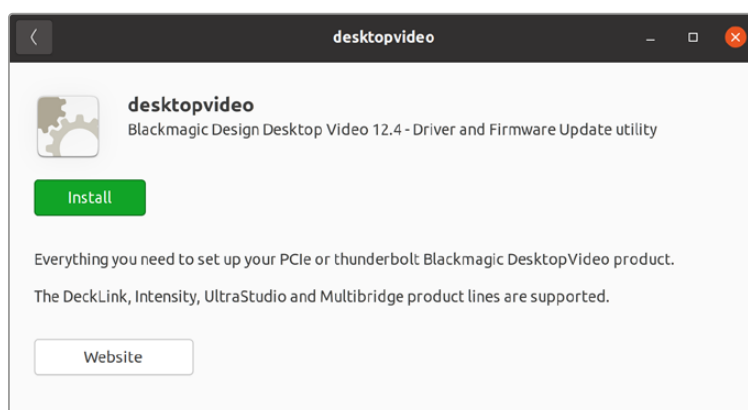 desktopvideo
desktopvideo
Blackmagic Design Desktop Video 12.4 - Driver and Firmware Update utility
Install
Everything you need to set up your PCIe or thunderbolt Blackmagic DesktopVideo product.
The DeckLink, Intensity, UltraStudio and Multibridge product lines are supported.
Website